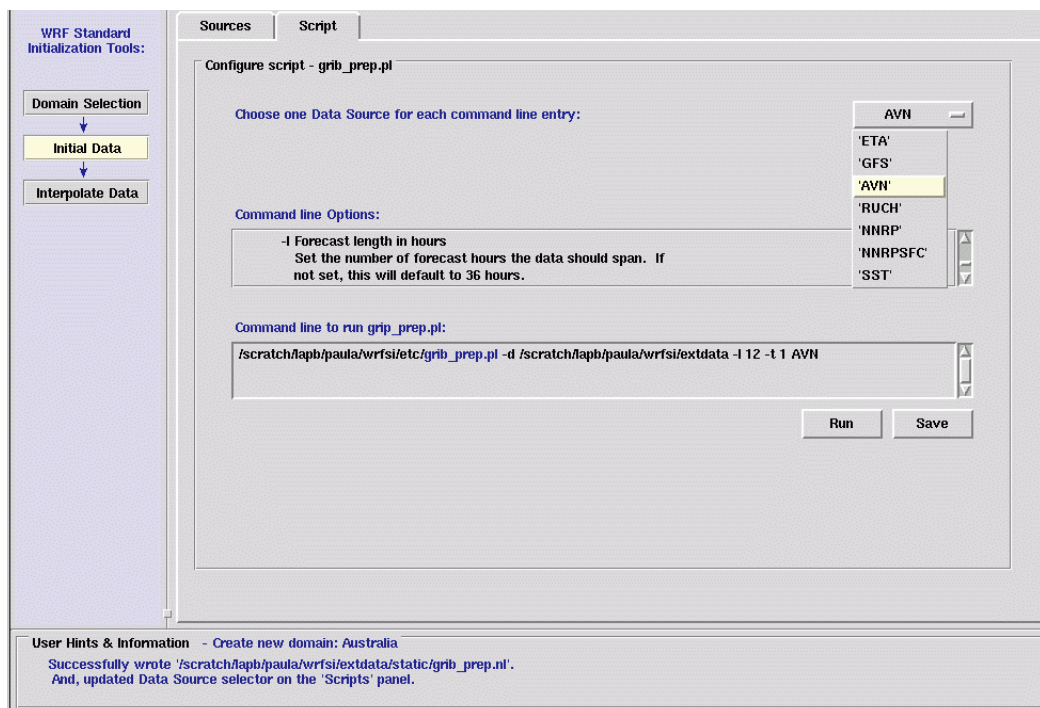 WRF Standard
Initialization Tools:
Domain Selection
Initial Data
Interpolate Data
Sources
Script
Configure script - grib_prep.pl
Choose one Data Source for each command line entry:
AVN
'ETA'
'GFS'
'AVN'
'RUCH'
'NNRP'
'NNRPSFC'
'SST'
Command line Options:
-l Forecast length in hours
Set the number of forecast hours the data should span. If
not set, this will default to 36 hours.
Command line to run grip_prep.pl:
/scratch/lapb/paula/wrfsi/etc/grib_prep.pl -d /scratch/lapb/paula/wrfsi/extdata -l 12 -t 1 AVN
Run
Save
User Hints & Information - Create new domain: Australia
Successfully wrote '/scratch/lapb/paula/wrfsi/extdata/static/grib_prep.nl'.
And, updated Data Source selector on the 'Scripts' panel.